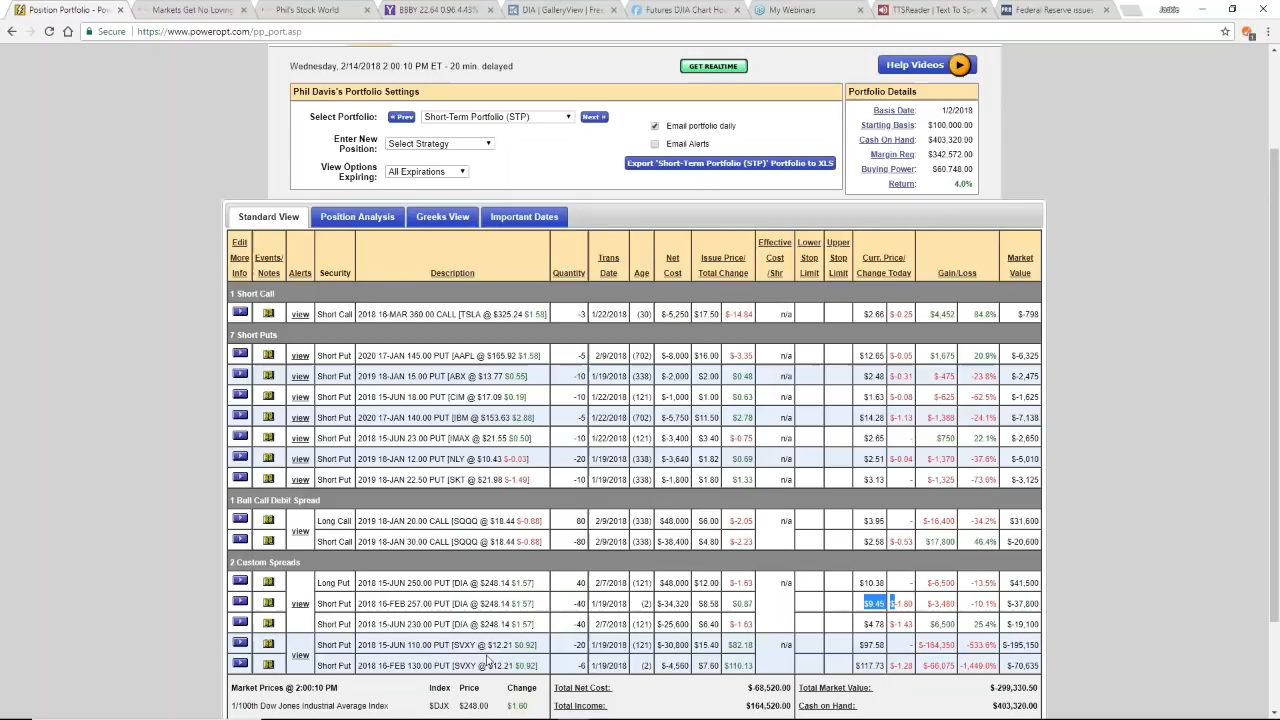 Position Portfolio - Po
Markets Get No Loving
Phil's Stock World
BBBY 22.64 0.96 4.43%
DIA | GalleryView | Free
Futures DJIA Chart Ho
My Webinars
TTSReader | Text To Sp
Federal Reserve issues
Jackie
Secure https://www.poweropt.com/pp_port.asp
Wednesday, 2/14/2018 2:00:10 PM ET - 20 min. delayed
GET REALTIME
Help Videos
Phil Davis's Portfolio Settings
Portfolio Details
Select Portfolio: « Prev Short-Term Portfolio (STP) Next »
Email portfolio daily
Enter New Position: Select Strategy
Email Alerts
View Options Expiring: All Expirations
Export 'Short-Term Portfolio (STP)' Portfolio to XLS
Basis Date: 1/2/2018
Starting Basis: $100,000.00
Cash On Hand: $403,320.00
Margin Req: $342,572.00
Buying Power: $60,748.00
Return: 4.0%
Standard View Position Analysis Greeks View Important Dates
Edit More Info Events/ Notes Alerts Security Description Quantity Trans Date Age Net Cost Issue Price/ Total Change Effective Cost /Shr Lower Stop Limit Upper Stop Limit Curr. Price/ Change Today Gain/Loss Market Value
1 Short Call
view Short Call 2018 16-MAR 360.00 CALL [TSLA @ $325.24 $1.58] -3 1/22/2018 (30) $-5,250 $17.50 $-14.84 n/a $2.66 $-0.25 $4,452 84.8% $-798
7 Short Puts
view Short Put 2020 17-JAN 145.00 PUT [AAPL @ $165.92 $1.58] -5 2/9/2018 (702) $-8,000 $16.00 $-3.35 n/a $12.65 $-0.05 $1,675 20.9% $-6,325
view Short Put 2019 18-JAN 15.00 PUT [ABX @ $13.77 $0.55] -10 1/19/2018 (338) $-2,000 $2.00 $0.48 n/a $2.48 $-0.31 $-475 -23.8% $-2,475
view Short Put 2018 15-JUN 18.00 PUT [CIM @ $17.09 $0.19] -10 1/22/2018 (121) $-1,000 $1.00 $0.63 n/a $1.63 $-0.08 $-625 -62.5% $-1,625
view Short Put 2020 17-JAN 140.00 PUT [IBM @ $153.63 $2.88] -5 1/22/2018 (702) $-5,750 $11.50 $2.78 n/a $14.28 $-1.13 $-1,388 -24.1% $-7,138
view Short Put 2018 15-JUN 23.00 PUT [IMAX @ $21.55 $0.50] -10 1/22/2018 (121) $-3,400 $3.40 $-0.75 n/a $2.65 - $750 22.1% $-2,650
view Short Put 2019 18-JAN 12.00 PUT [NLY @ $10.43 $-0.03] -20 1/19/2018 (338) $-3,640 $1.82 $0.69 n/a $2.51 $-0.04 $-1,370 -37.6% $-5,010
view Short Put 2019 18-JAN 22.50 PUT [SKT @ $21.98 $-1.49] -10 1/19/2018 (338) $-1,800 $1.80 $1.33 n/a $3.13 - $-1,325 -73.6% $-3,125
1 Bull Call Debit Spread
view Long Call 2019 18-JAN 20.00 CALL [SQQQ @ $18.44 $-0.88] 80 2/9/2018 (338) $48,000 $6.00 $-2.05 n/a $3.95 - $-16,400 -34.2% $31,600
Short Call 2019 18-JAN 30.00 CALL [SQQQ @ $18.44 $-0.88] -80 2/9/2018 (338) $-38,400 $4.80 $-2.23 $2.58 $-0.53 $17,800 46.4% $-20,600
2 Custom Spreads
Long Put 2018 15-JUN 250.00 PUT [DIA @ $248.14 $1.57] 40 2/7/2018 (121) $48,000 $12.00 $-1.63 n/a $10.38 - $-6,500 -13.5% $41,500
view Short Put 2018 16-FEB 257.00 PUT [DIA @ $248.14 $1.57] -40 1/19/2018 (2) $-34,320 $8.58 $0.87 $9.45 $-1.80 $-3,480 -10.1% $-37,800
Short Put 2018 15-JUN 230.00 PUT [DIA @ $248.14 $1.57] -40 1/19/2018 (121) $-25,600 $6.40 $-1.63 $4.78 $-1.43 $6,500 25.4% $-19,100
view Short Put 2018 15-JUN 110.00 PUT [SVXY @ $12.21 $0.92] -20 1/19/2018 (121) $-30,800 $15.40 $82.18 n/a $97.58 - $-164,350 -533.6% $-195,150
Short Put 2018 16-FEB 130.00 PUT [SVXY @ $12.21 $0.92] -6 1/19/2018 (2) $-4,560 $7.60 $110.13 $117.73 $-1.28 $-66,075 -1,449.0% $-70,635
Market Prices @ 2:00:10 PM Index Price Change Total Net Cost: $-68,520.00 Total Market Value: $-299,330.50
1/100th Dow Jones Industrial Average Index $DJX $248.00 $1.60 Total Income: $164,520.00 Cash on Hand: $403,320.00